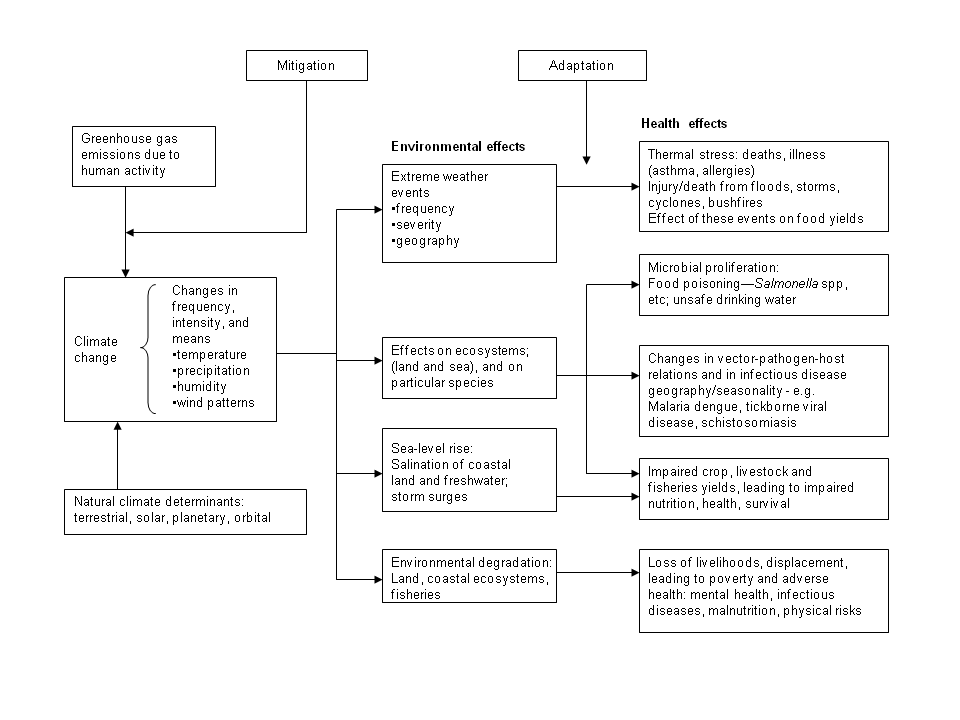 Mitigation
Adaptation
Greenhouse gas
emissions due to
human activity
Environmental effects
Health effects
Extreme weather
events
•frequency
•severity
•geography
Thermal stress: deaths, illness
(asthma, allergies)
Injury/death from floods, storms,
cyclones, bushfires
Effect of these events on food yields
Climate
change
Changes in
frequency,
intensity, and
means
•temperature
•precipitation
•humidity
•wind patterns
Microbial proliferation:
Food poisoning—Salmonella spp,
etc; unsafe drinking water
Effects on ecosystems;
(land and sea), and on
particular species
Changes in vector-pathogen-host
relations and in infectious disease
geography/seasonality - e.g.
Malaria dengue, tickborne viral
disease, schistosomiasis
Sea-level rise:
Salination of coastal
land and freshwater;
storm surges
Impaired crop, livestock and
fisheries yields, leading to impaired
nutrition, health, survival
Natural climate determinants:
terrestrial, solar, planetary, orbital
Environmental degradation:
Land, coastal ecosystems,
fisheries
Loss of livelihoods, displacement,
leading to poverty and adverse
health: mental health, infectious
diseases, malnutrition, physical risks